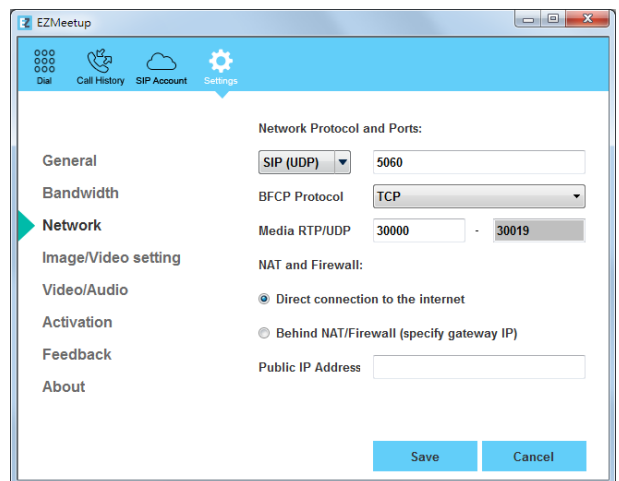 EZMeetup
Dial Call History SIP Account Settings
Network Protocol and Ports:
General
SIP (UDP) 5060
Bandwidth
BFCP Protocol TCP
Network
Media RTP/UDP 30000 - 30019
Image/Video setting
NAT and Firewall:
Video/Audio
Direct connection to the internet
Activation
Behind NAT/Firewall (specify gateway IP)
Feedback
Public IP Address
About
Save Cancel